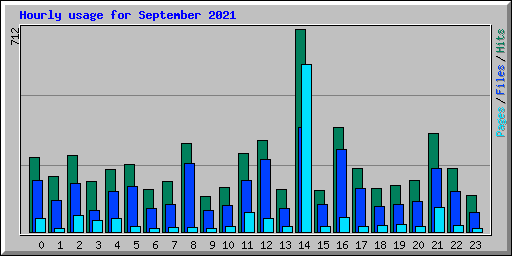 Hourly usage for September 2021
712
Pages / Files / Hits
0 1 2 3 4 5 6 7 8 9 10 11 12 13 14 15 16 17 18 19 20 21 22 23